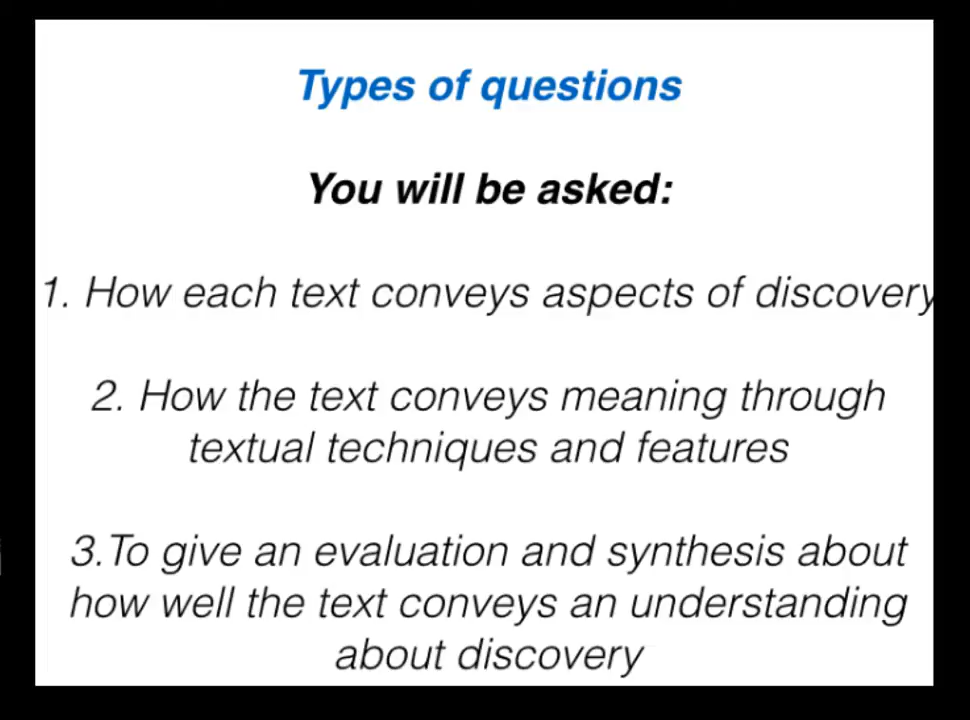 Types of questions
You will be asked:
1. How each text conveys aspects of discovery
2. How the text conveys meaning through
textual techniques and features
3.To give an evaluation and synthesis about
how well the text conveys an understanding
about discovery